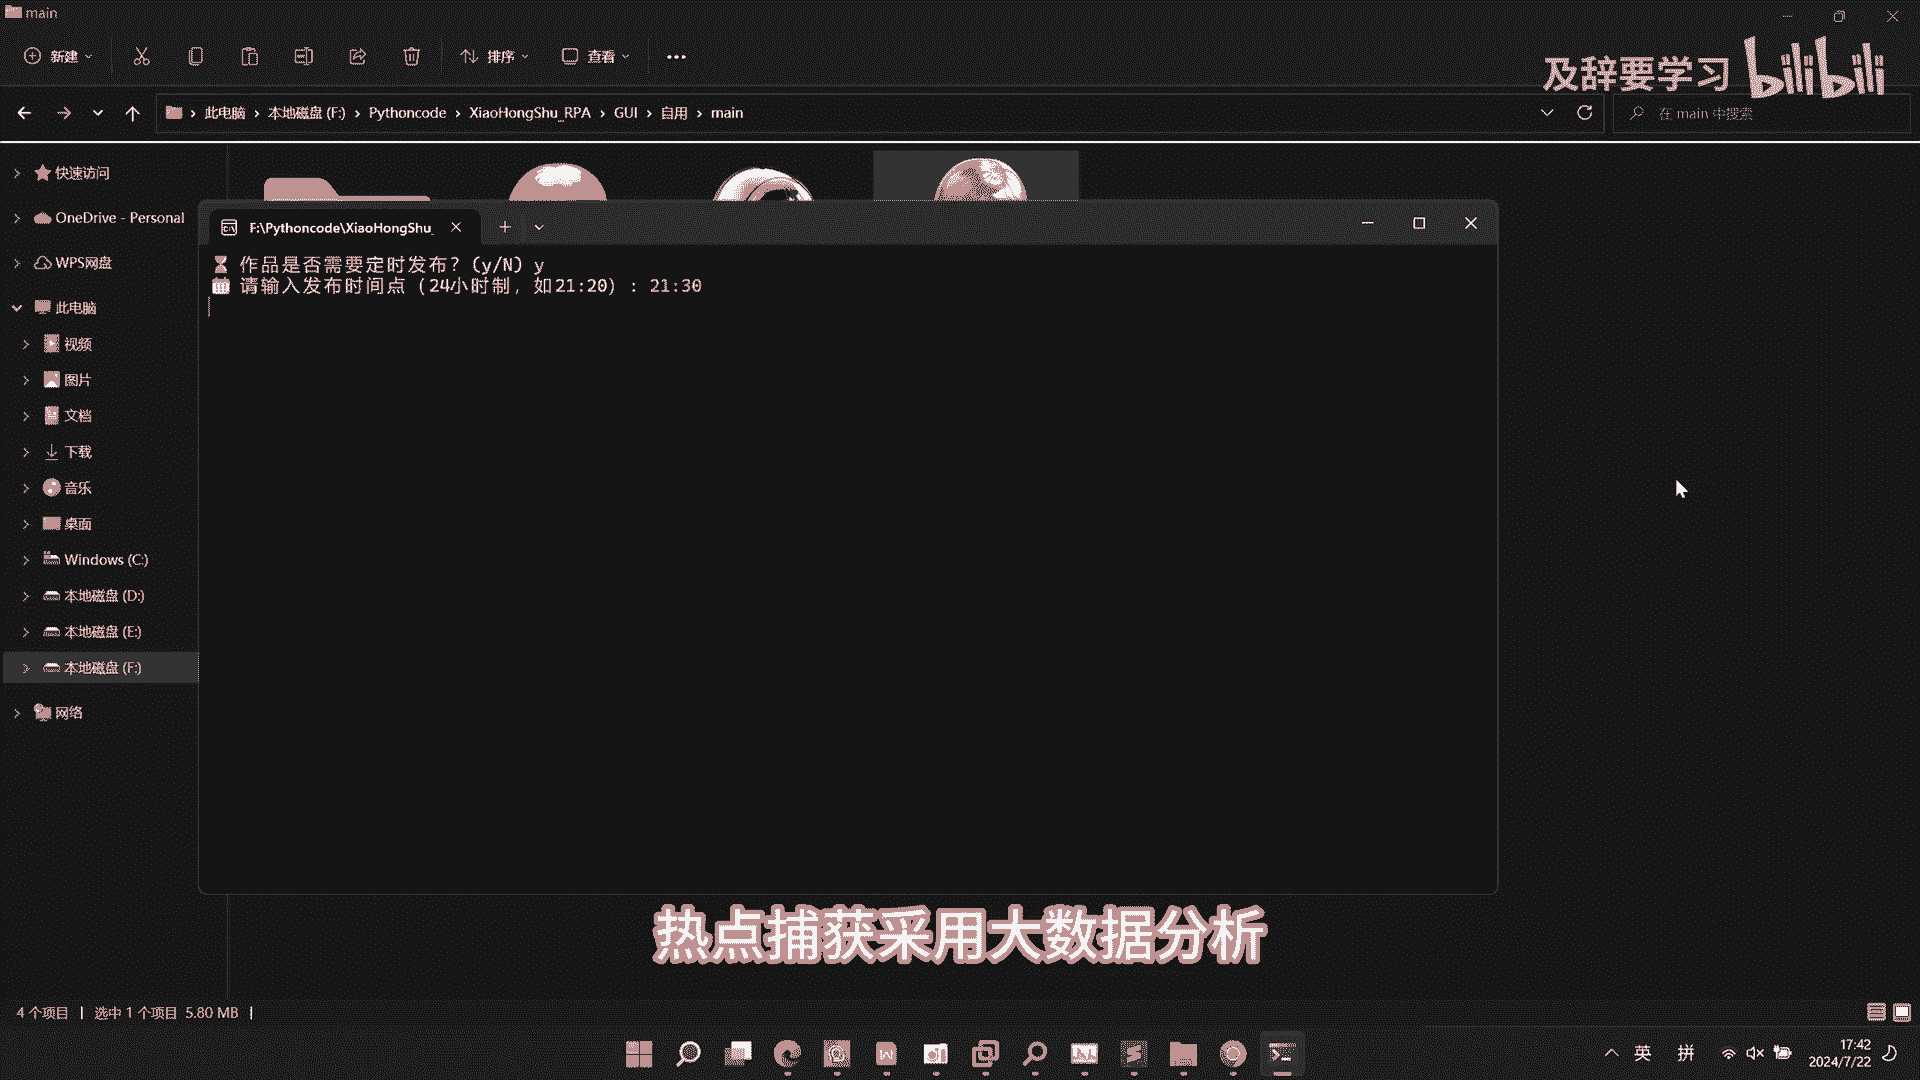 main
新建
排序
查看
及辞要学习 bilibili
此电脑 > 本地磁盘 (F:) > Pythoncode > XiaoHongShu_RPA > GUI > 自用 > main
在 main 中搜索
快速访问
OneDrive - Personal
WPS网盘
此电脑
视频
图片
文档
下载
音乐
桌面
Windows (C:)
本地磁盘 (D:)
本地磁盘 (E:)
本地磁盘 (F:)
网络
F:\Pythoncode\XiaoHongShu_
作品是否需要定时发布？(y/N) y
请输入发布时间点（24小时制，如21:20）: 21:30
热点捕获采用大数据分析
4 个项目 | 选中 1 个项目 5.80 MB |
英
拼
17:42
2024/7/22